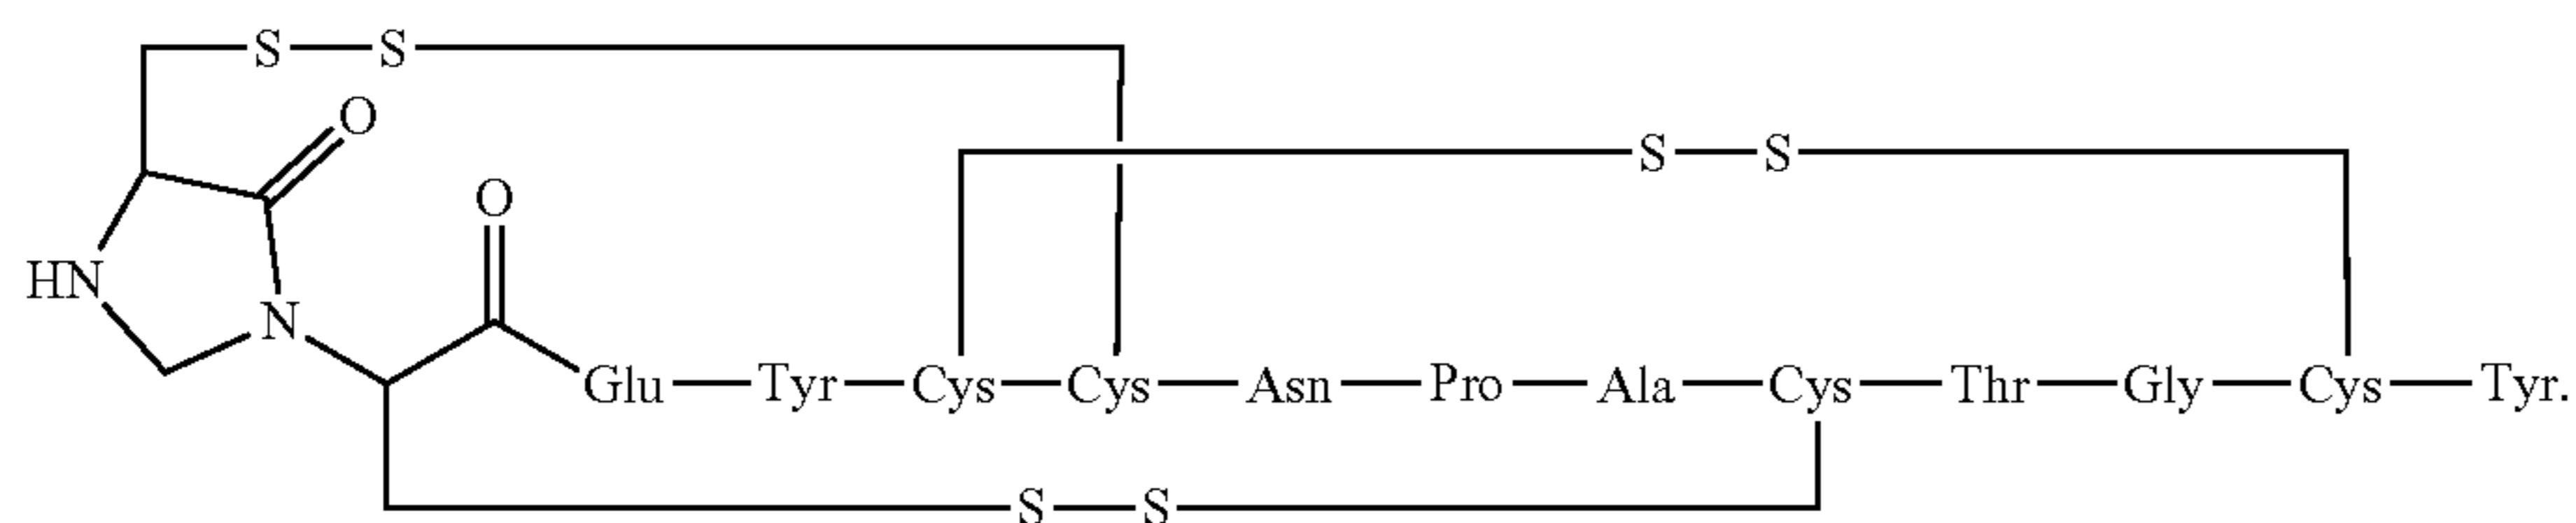 S—S
O
S—S
O
HN
N
Glu—Tyr—Cys—Cys—Asn—Pro—Ala—Cys—Thr—Gly—Cys—Tyr.
S—S